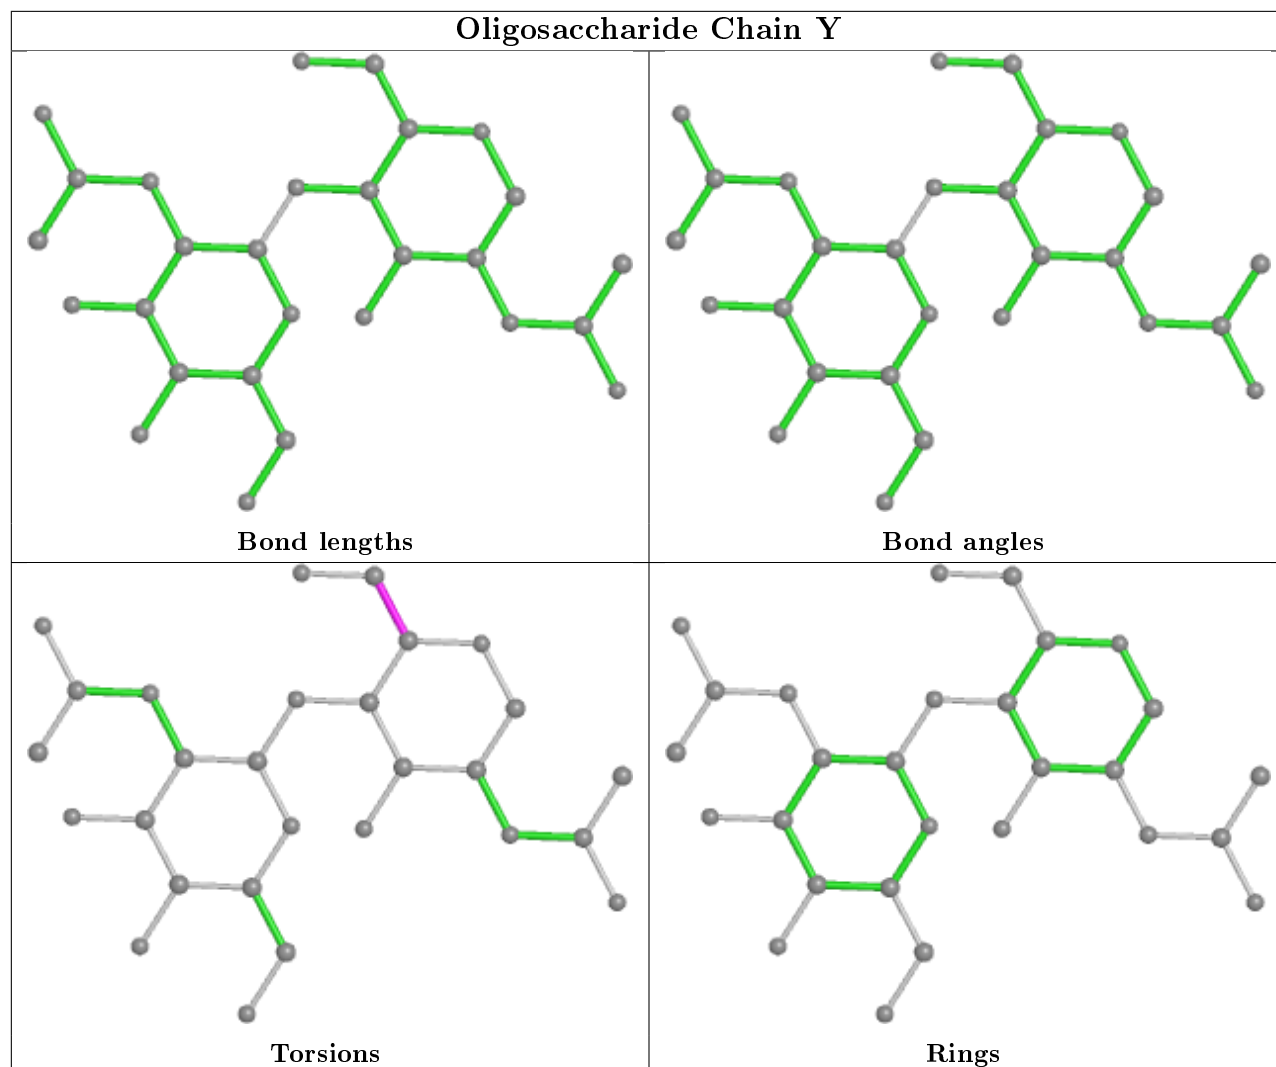 Oligosaccharide Chain Y
Bond lengths
Bond angles
Torsions
Rings